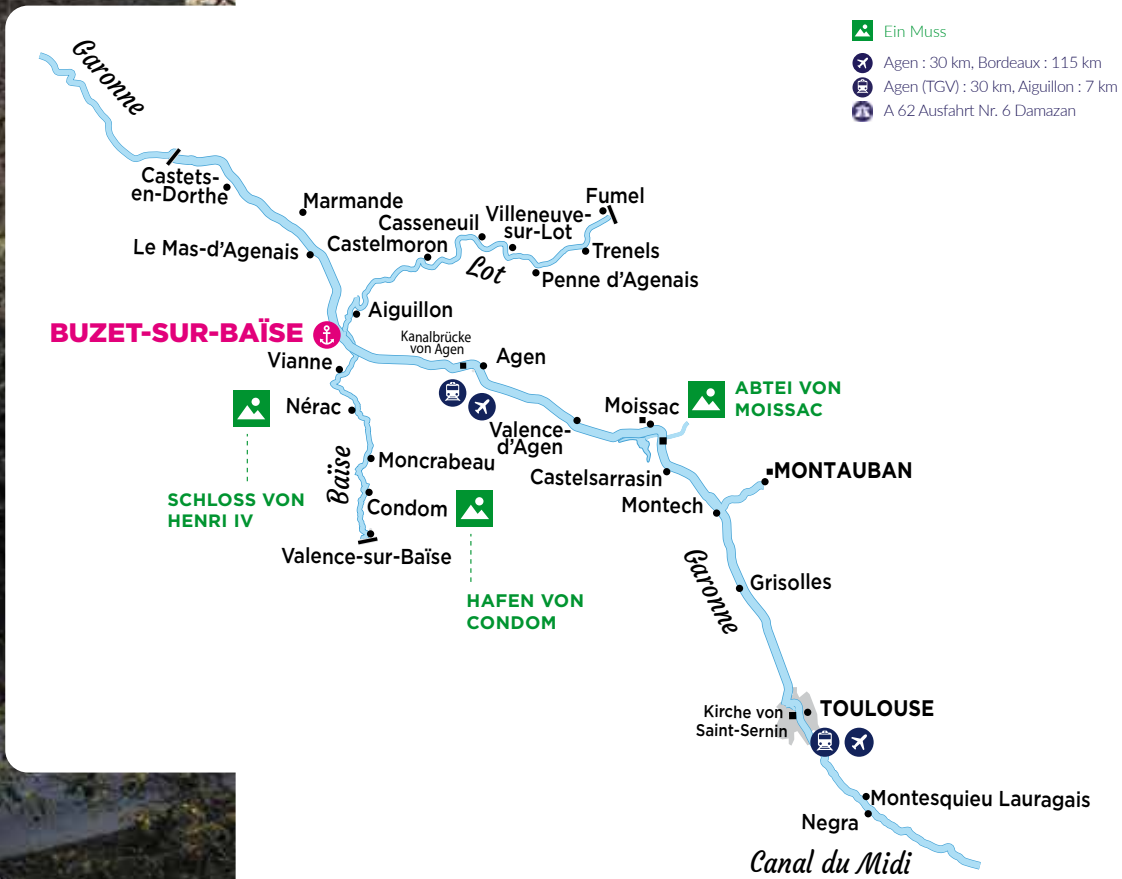 Ein Muss
Agen : 30 km, Bordeaux : 115 km
Agen (TGV) : 30 km, Aiguillon : 7 km
A 62 Ausfahrt Nr. 6 Damazan
Garonne
Castets-
en-Dorthe
Marmande
Le Mas-d'Agenais
Casseneuil
Castelmoron
Villeneuve-
sur-Lot
Fumel
Trenels
Lot
Penne d'Agenais
Aiguillon
BUZET-SUR-BAÏSE
Kanalbrücke
von Agen
Agen
Vianne
Nérac
Valence-
d'Agen
Moissac
ABTEI VON
MOISSAC
Baïse
Moncrabeau
Castelsarrasin
MONTAUBAN
SCHLOSS VON
HENRI IV
Condom
Montech
Valence-sur-Baïse
HAFEN VON
CONDOM
Garonne
Grisolles
Kirche von
Saint-Sernin
TOULOUSE
Montesquieu Lauragais
Negra
Canal du Midi